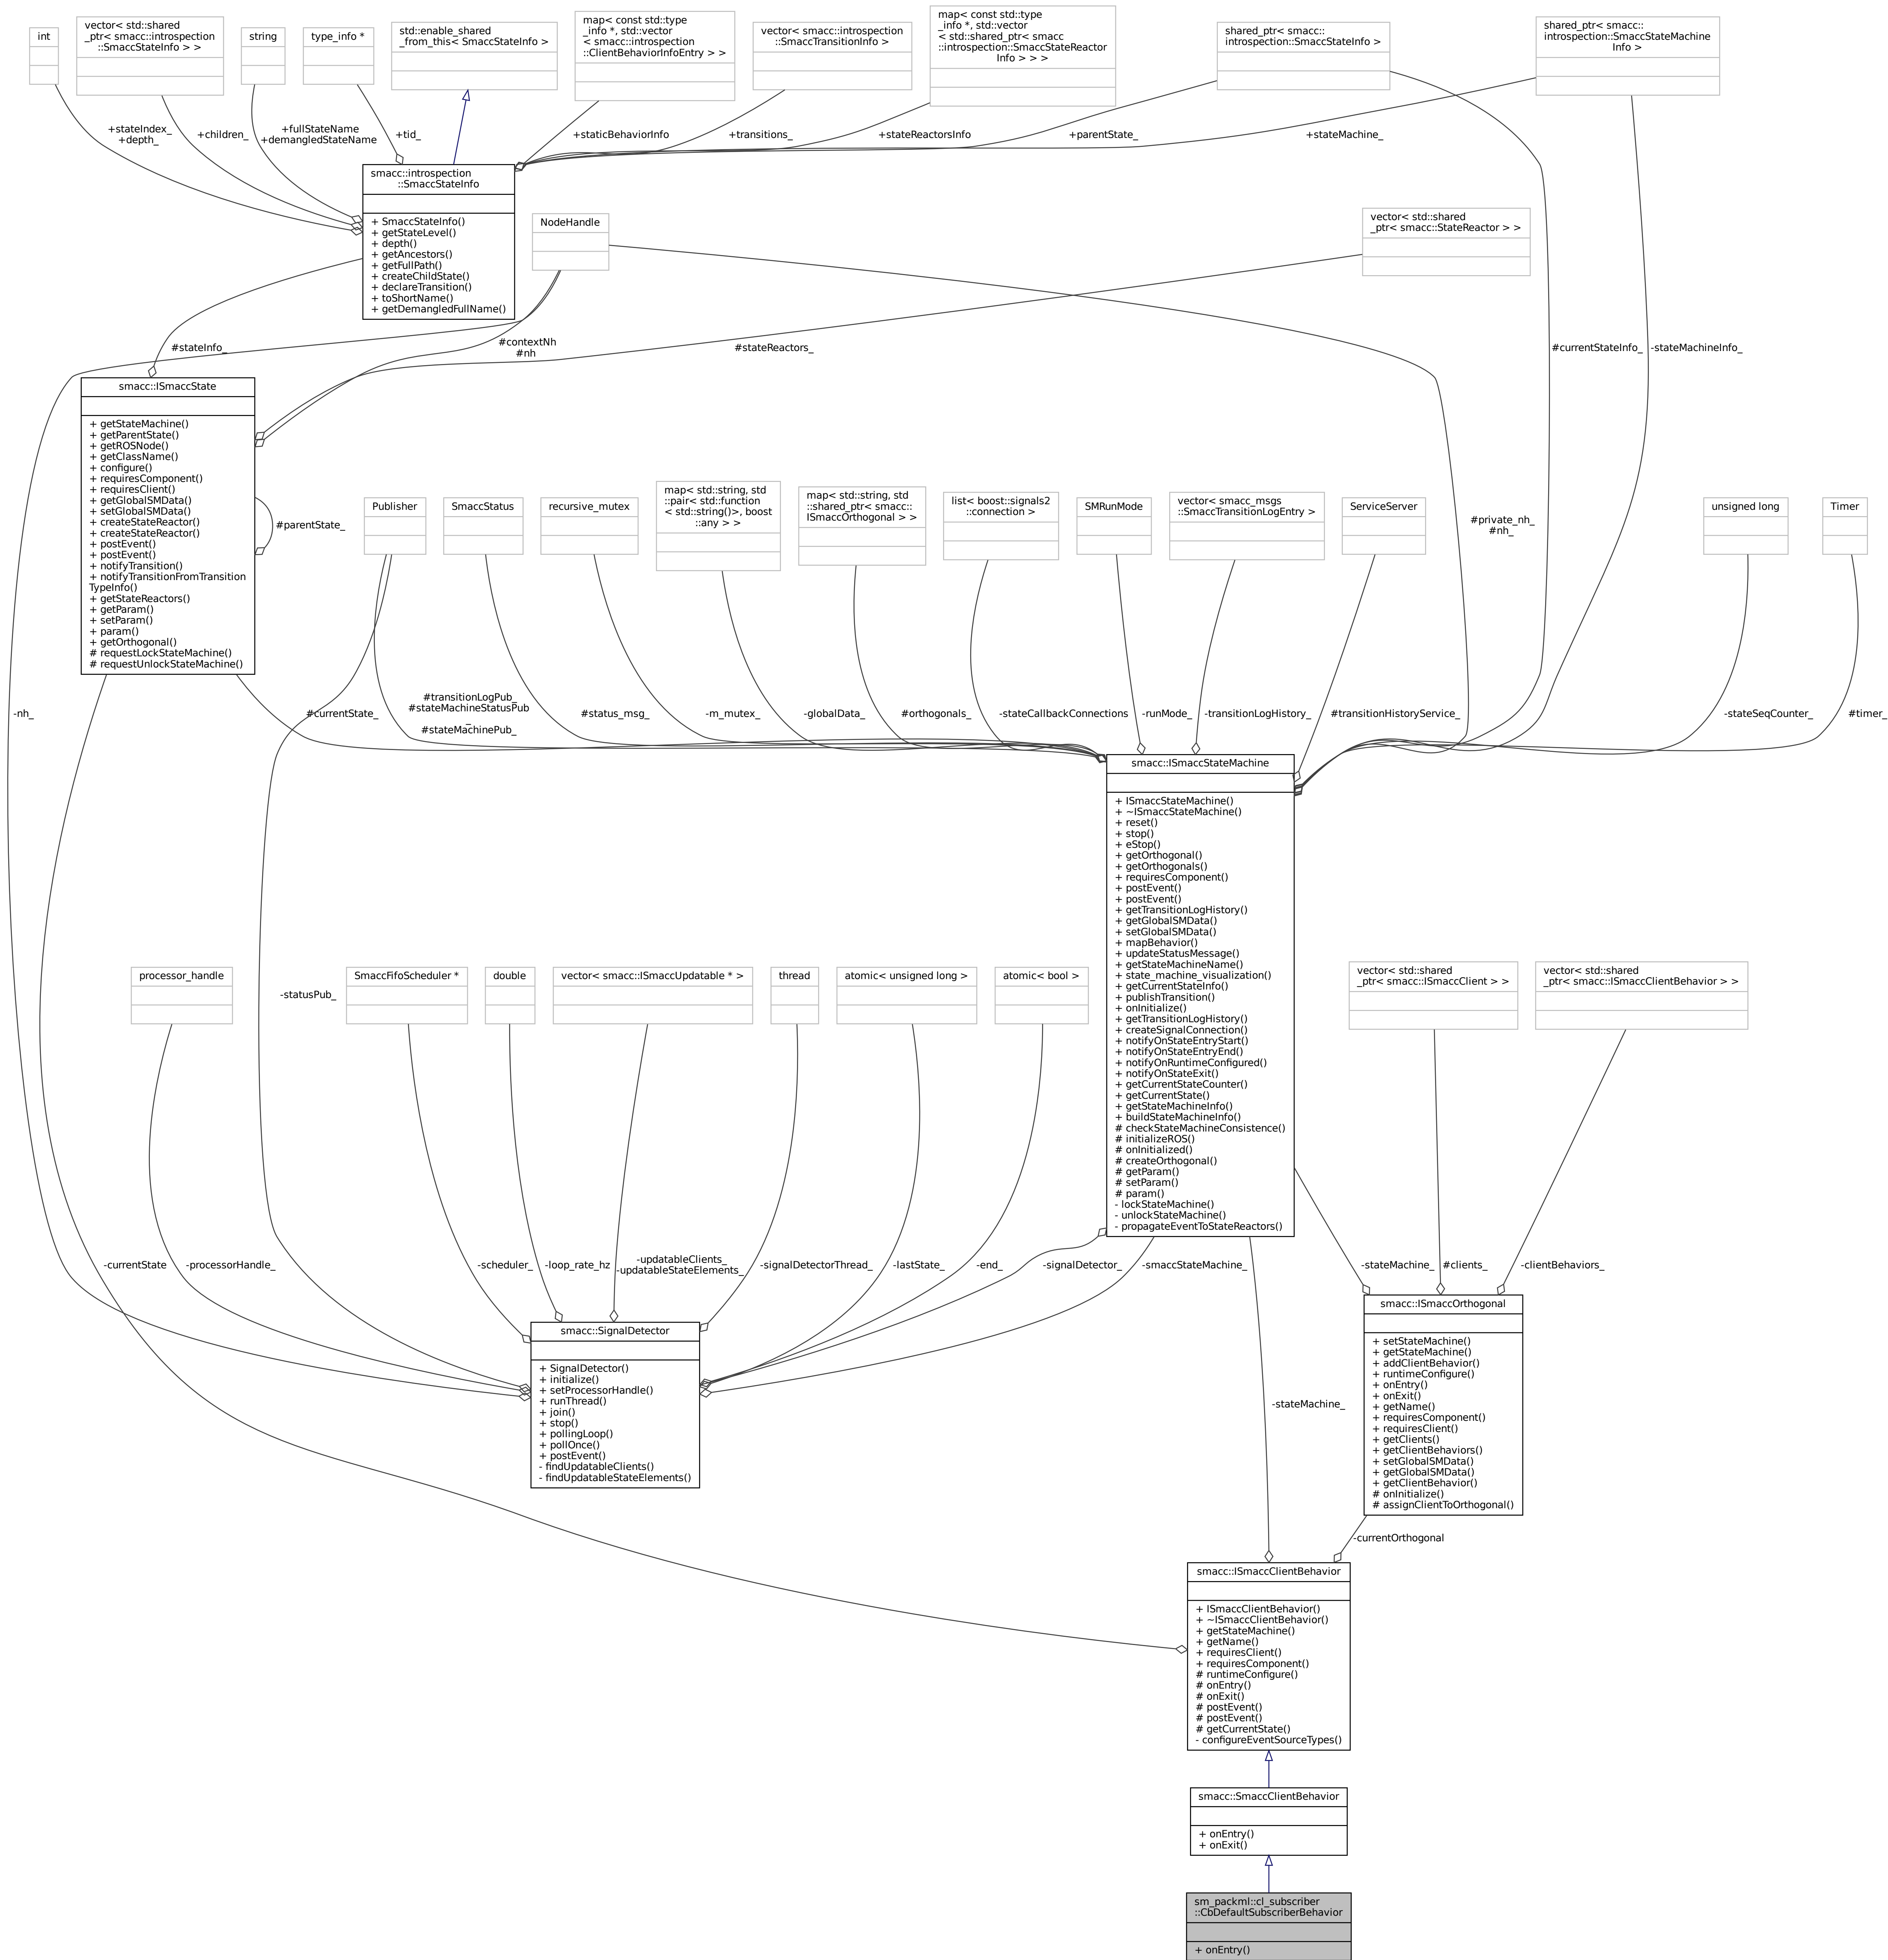 int
vector< std::shared
_ptr< smacc::introspection
::SmaccStateInfo > >
string
type_info *
std::enable_shared
_from_this< SmaccStateInfo >
map< const std::type
_info *, std::vector
< smacc::introspection
::ClientBehaviorInfoEntry > >
vector< smacc::introspection
::SmaccTransitionInfo >
map< const std::type
_info *, std::vector
< std::shared_ptr< smacc
::introspection::SmaccStateReactor
Info > > >
shared_ptr< smacc::
introspection::SmaccStateInfo >
shared_ptr< smacc::
introspection::SmaccStateMachine
Info >
+stateIndex_
+depth_
+children_
+fullStateName
+demangledStateName
+tid_
+staticBehaviorInfo
+transitions_
+stateReactorsInfo
+parentState_
+stateMachine_
smacc::introspection
::SmaccStateInfo
+ SmaccStateInfo()
+ getStateLevel()
+ depth()
+ getAncestors()
+ getFullPath()
+ createChildState()
+ declareTransition()
+ toShortName()
+ getDemangledFullName()
NodeHandle
vector< std::shared
_ptr< smacc::StateReactor > >
#stateInfo_
#contextNh
#nh
#stateReactors_
#currentStateInfo_
-stateMachineInfo_
smacc::ISmaccState
+ getStateMachine()
+ getParentState()
+ getROSNode()
+ getClassName()
+ configure()
+ requiresComponent()
+ requiresClient()
+ getGlobalSMData()
+ setGlobalSMData()
+ createStateReactor()
+ createStateReactor()
+ postEvent()
+ postEvent()
+ notifyTransition()
+ notifyTransitionFromTransition
TypeInfo()
+ getStateReactors()
+ getParam()
+ setParam()
+ param()
+ getOrthogonal()
# requestLockStateMachine()
# requestUnlockStateMachine()
#parentState_
Publisher
SmaccStatus
recursive_mutex
map< std::string, std
::pair< std::function
< std::string()>, boost
::any > >
map< std::string, std
::shared_ptr< smacc::
ISmaccOrthogonal > >
list< boost::signals2
::connection >
SMRunMode
vector< smacc_msgs
::SmaccTransitionLogEntry >
ServiceServer
#private_nh_
#nh_
unsigned long
Timer
-nh_
#currentState_
#transitionLogPub_
#stateMachineStatusPub
_
#stateMachinePub_
#status_msg_
-m_mutex_
-globalData_
#orthogonals_
-stateCallbackConnections
-runMode_
-transitionLogHistory_
#transitionHistoryService_
-stateSeqCounter_
#timer_
smacc::ISmaccStateMachine
+ ISmaccStateMachine()
+ ~ISmaccStateMachine()
+ reset()
+ stop()
+ eStop()
+ getOrthogonal()
+ getOrthogonals()
+ requiresComponent()
+ postEvent()
+ postEvent()
+ getTransitionLogHistory()
+ getGlobalSMData()
+ setGlobalSMData()
+ mapBehavior()
+ updateStatusMessage()
+ getStateMachineName()
+ state_machine_visualization()
+ getCurrentStateInfo()
+ publishTransition()
+ onInitialize()
+ getTransitionLogHistory()
+ createSignalConnection()
+ notifyOnStateEntryStart()
+ notifyOnStateEntryEnd()
+ notifyOnRuntimeConfigured()
+ notifyOnStateExit()
+ getCurrentStateCounter()
+ getCurrentState()
+ getStateMachineInfo()
+ buildStateMachineInfo()
# checkStateMachineConsistence()
# initializeROS()
# onInitialized()
# createOrthogonal()
# getParam()
# setParam()
# param()
- lockStateMachine()
- unlockStateMachine()
- propagateEventToStateReactors()
processor_handle
-statusPub_
SmaccFifoScheduler *
double
vector< smacc::ISmaccUpdatable * >
thread
atomic< unsigned long >
atomic< bool >
vector< std::shared
_ptr< smacc::ISmaccClient > >
vector< std::shared
_ptr< smacc::ISmaccClientBehavior > >
-currentState
-processorHandle_
-scheduler_
-loop_rate_hz
-updatableClients_
-updatableStateElements_
-signalDetectorThread_
-lastState_
-end_
-signalDetector_
-smaccStateMachine_
-stateMachine_
#clients_
-clientBehaviors_
smacc::SignalDetector
+ SignalDetector()
+ initialize()
+ setProcessorHandle()
+ runThread()
+ join()
+ stop()
+ pollingLoop()
+ pollOnce()
+ postEvent()
- findUpdatableClients()
- findUpdatableStateElements()
-stateMachine_
smacc::ISmaccOrthogonal
+ setStateMachine()
+ getStateMachine()
+ addClientBehavior()
+ runtimeConfigure()
+ onEntry()
+ onExit()
+ getName()
+ requiresComponent()
+ requiresClient()
+ getClients()
+ getClientBehaviors()
+ setGlobalSMData()
+ getGlobalSMData()
+ getClientBehavior()
# onInitialize()
# assignClientToOrthogonal()
-currentOrthogonal
smacc::ISmaccClientBehavior
+ ISmaccClientBehavior()
+ ~ISmaccClientBehavior()
+ getStateMachine()
+ getName()
+ requiresClient()
+ requiresComponent()
# runtimeConfigure()
# onEntry()
# onExit()
# postEvent()
# postEvent()
# getCurrentState()
- configureEventSourceTypes()
smacc::SmaccClientBehavior
+ onEntry()
+ onExit()
sm_packml::cl_subscriber
::CbDefaultSubscriberBehavior
+ onEntry()